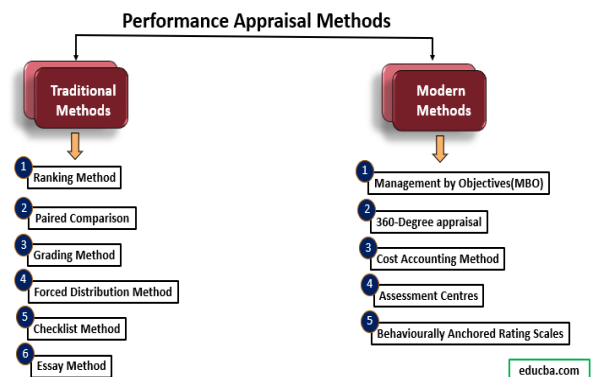 Performance Appraisal Methods
Traditional
Methods
1
Ranking Method
2
Paired Comparison
3
Grading Method
4
Forced Distribution Method
5
Checklist Method
6
Essay Method
Modern
Methods
1
Management by Objectives(MBO)
2
360-Degree appraisal
3
Cost Accounting Method
4
Assessment Centres
5
Behaviourally Anchored Rating Scales
educba.com